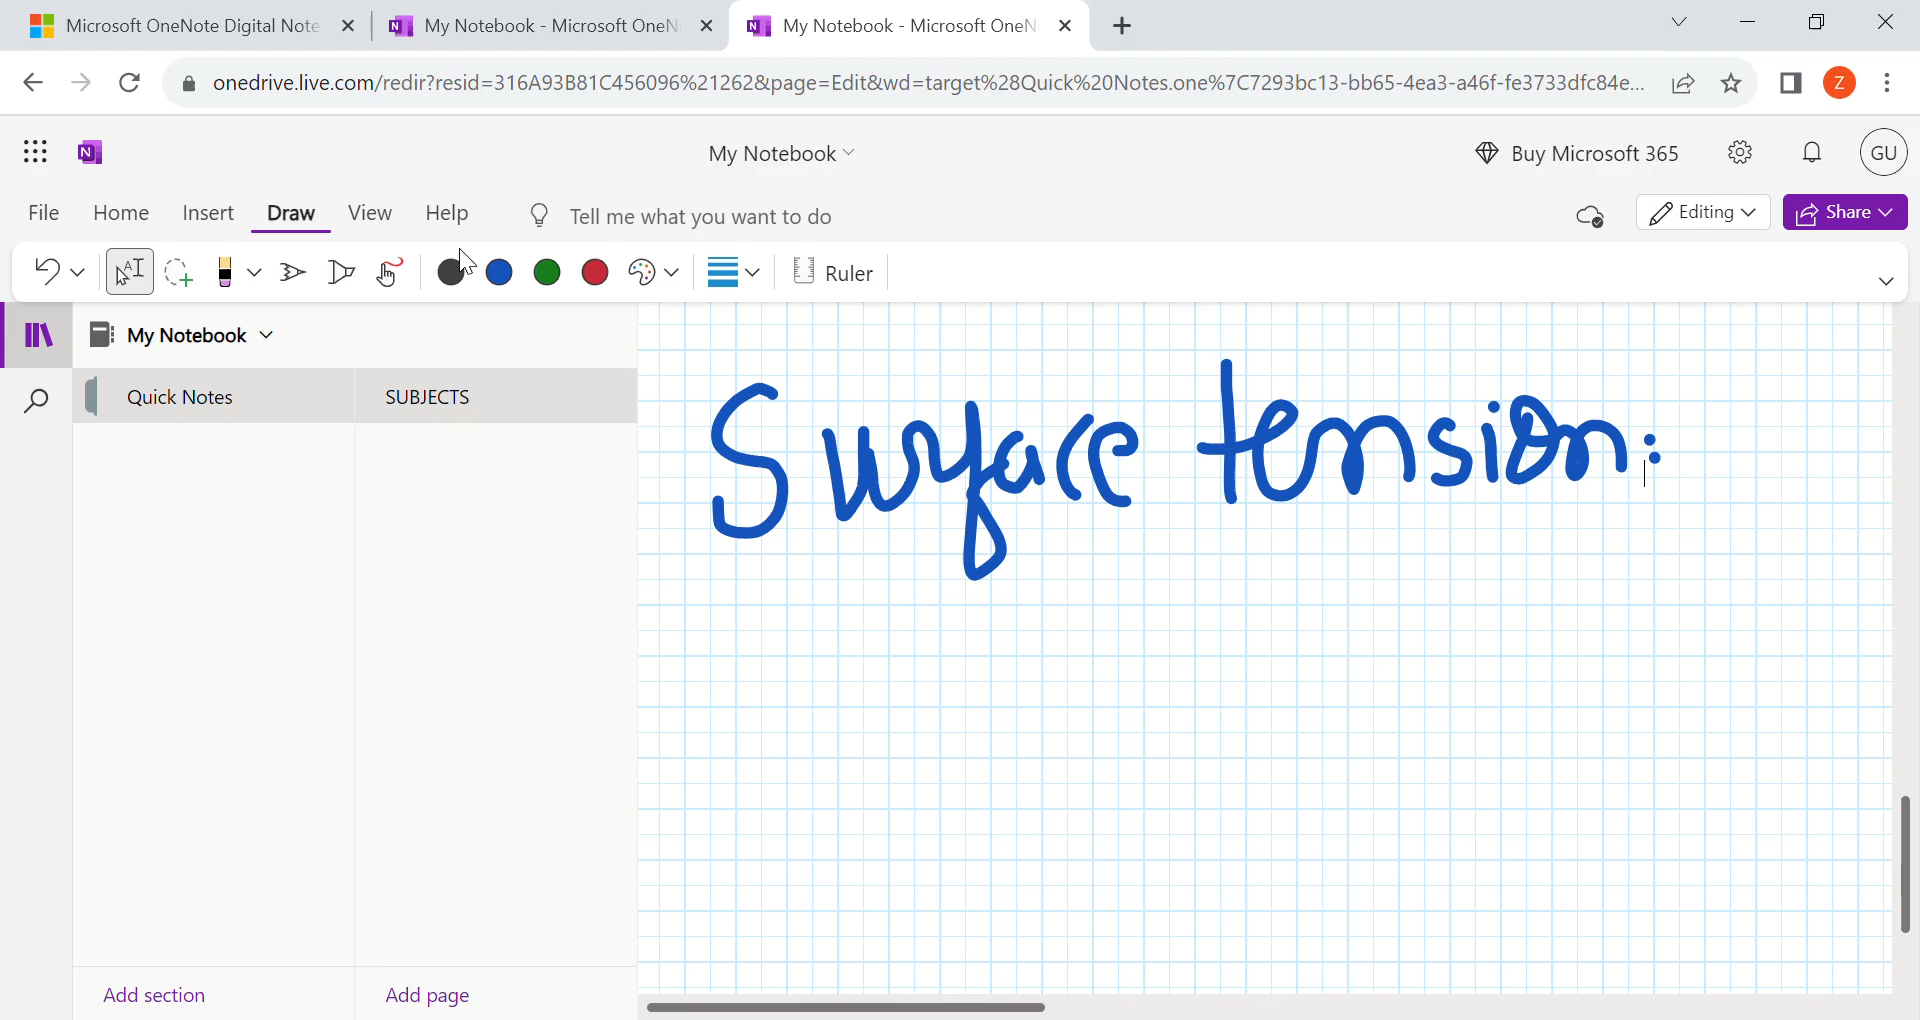 Microsoft OneNote Digital Note
My Notebook - Microsoft OneN
My Notebook - Microsoft OneN
onedrive.live.com/redir?resid=316A93B81C456096%21262&page=Edit&wd=target%28Quick%20Notes.one%7C7293bc13-bb65-4ea3-a46f-fe3733dfc84e...
Z
N
My Notebook
Buy Microsoft 365
GU
File Home Insert Draw View Help Tell me what you want to do
Editing
Share
Ruler
My Notebook
Quick Notes
SUBJECTS
Surface tension:
Add section
Add page